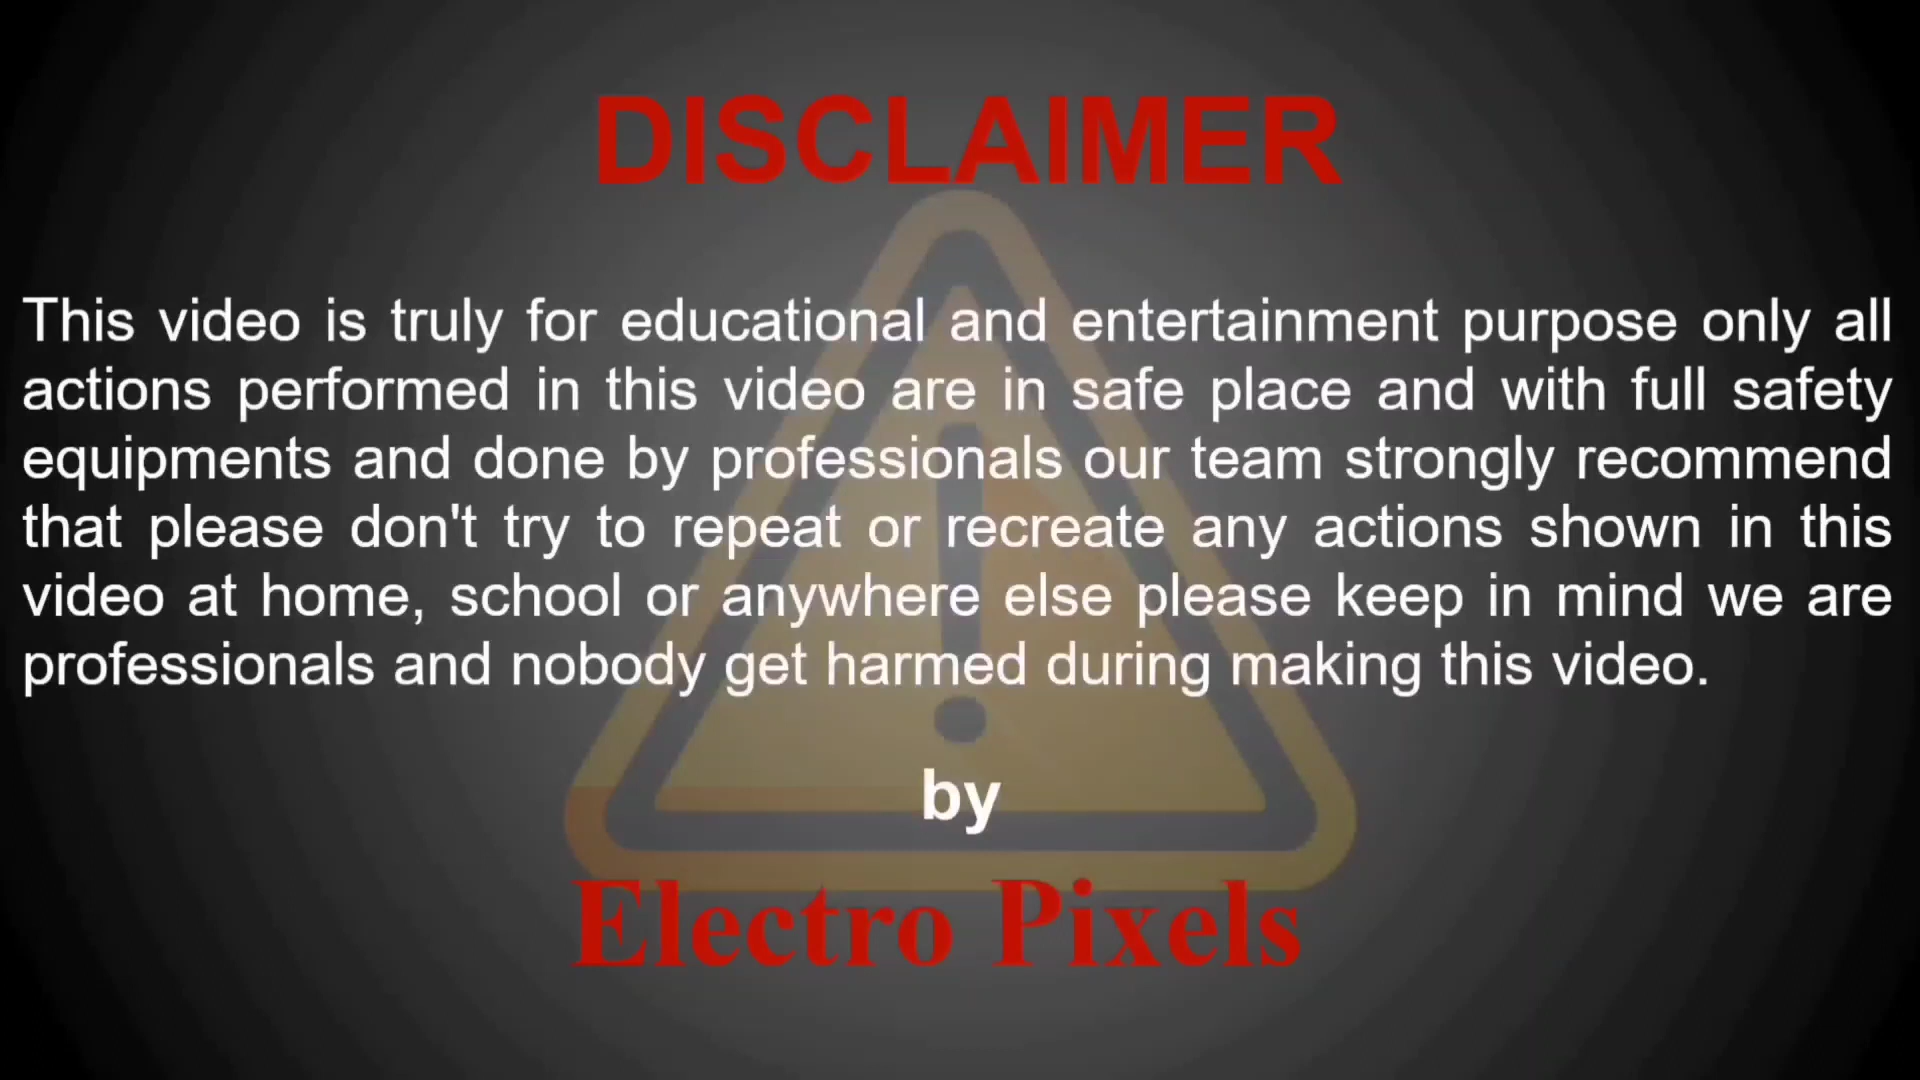 DISCLAIMER
This video is truly for educational and entertainment purpose only all
actions performed in this video are in safe place and with full safety
equipments and done by professionals our team strongly recommend
that please don't try to repeat or recreate any actions shown in this
video at home, school or anywhere else please keep in mind we are
professionals and nobody get harmed during making this video.
by
Electro Pixels